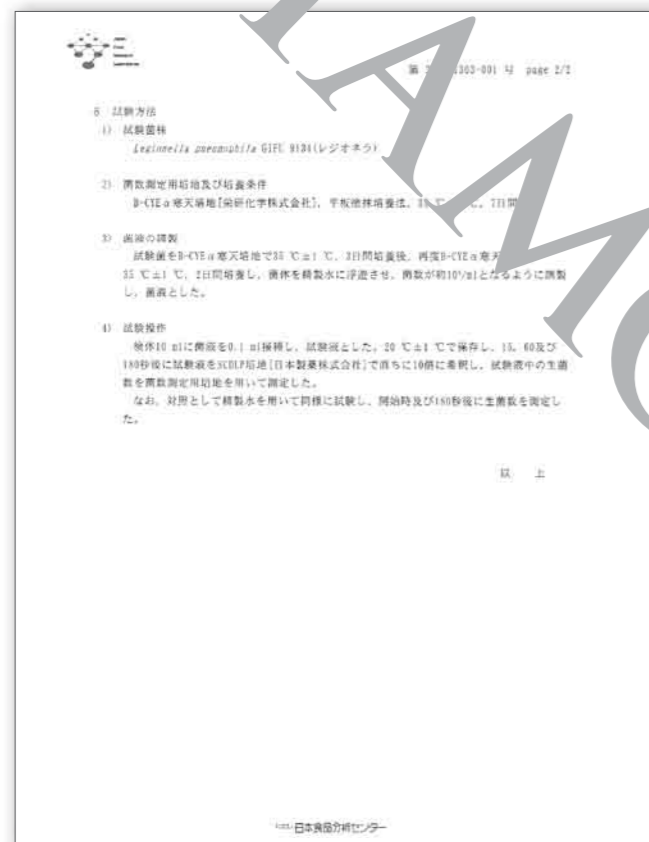 第 303-001 号 page 2/2
6 試験方法
1) 試験菌株
Legionella pneumophila GIFU 9134(レジオネラ)
2) 菌数測定用培地及び培養条件
B-CYEα寒天培地[栄研化学株式会社], 平板塗抹培養法, 7日間
3) 菌液の調製
試験菌をB-CYEα寒天培地で35 ℃±1 ℃, 3日間培養後, 再度B-CYEα寒天
35 ℃±1 ℃, 2日間培養し, 菌体を精製水に浮遊させ, 菌数が約 となるように調製
し, 菌液とした。
4) 試験操作
検体10 mlに菌液を0.1 ml接種し, 試験液とした。20 ℃±1 ℃で保存し, 15, 60及び
180秒後に試験液をSCDLP培地[日本製薬株式会社]で直ちに10倍に希釈し, 試験液中の生菌
数を菌数測定用培地を用いて測定した。
なお, 対照として精製水を用いて同様に試験し, 開始時及び180秒後に生菌数を測定し
た。
以 上
日本食品分析センター